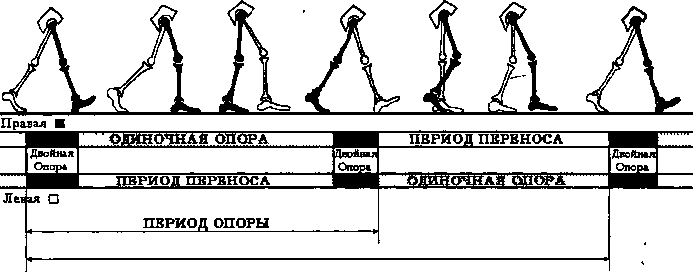 Правая
ОДИНОЧНАЯ ОПОРА ПЕРИОД ПЕРЕНОСА
Двойная Двойная Двойная
Опора Опора Опора
ПЕРИОД ПЕРЕНОСА ОДИНОЧНАЯ ОПОРА
Левая
ПЕРИОД ОПОРЫ